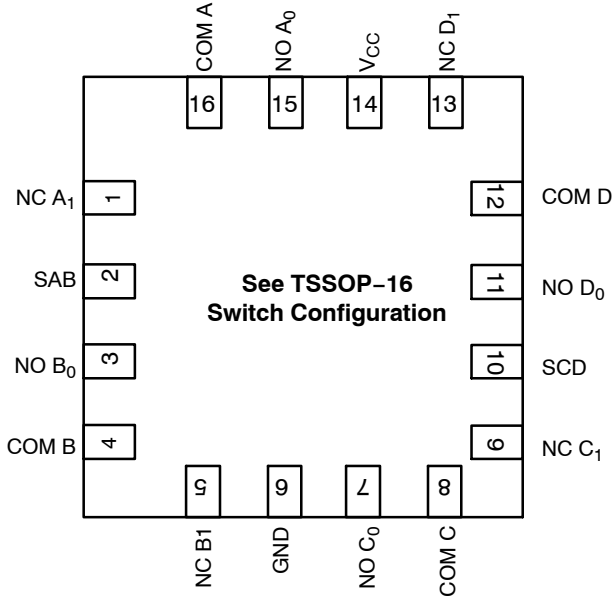 COM A
NO A₀
V_CC
NC D₁
16
15
14
13
NC A₁
1
12
COM D
SAB
2
See TSSOP–16
Switch Configuration
11
NO D₀
NO B₀
3
10
SCD
COM B
4
9
NC C₁
5
6
7
8
NC B1
GND
NO C₀
COM C